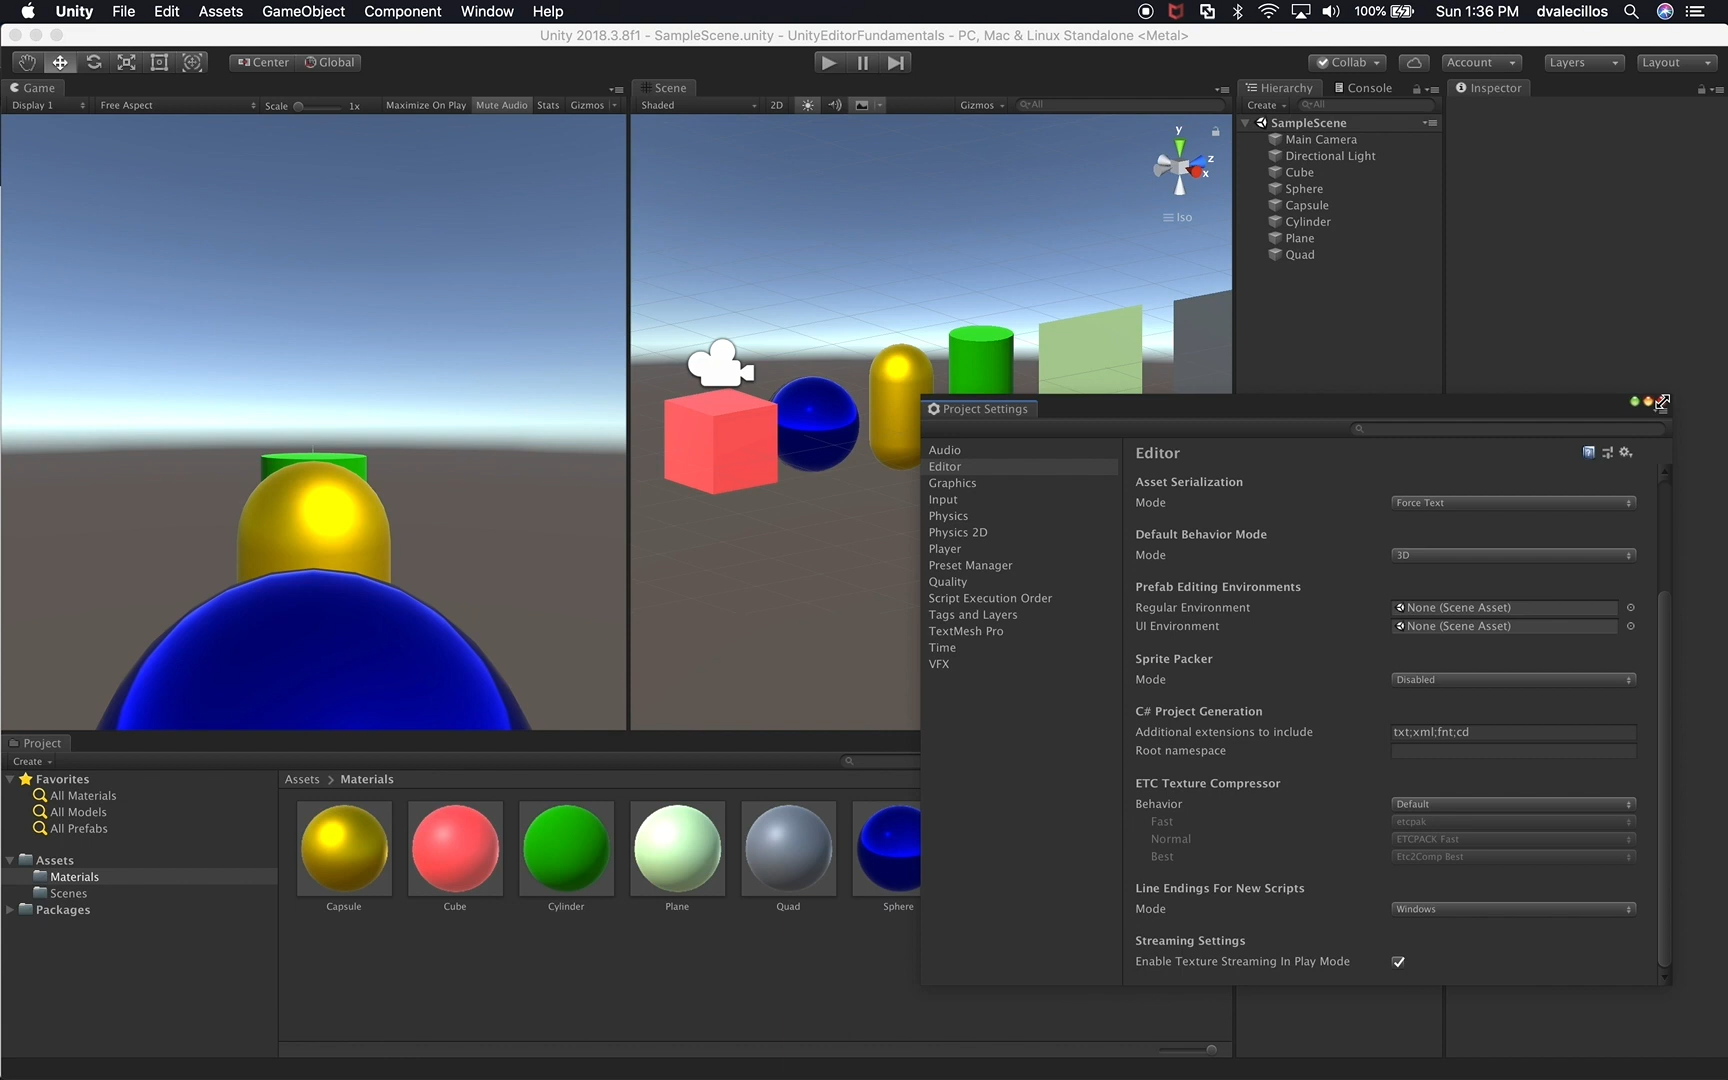 Unity File Edit Assets GameObject Component Window Help 100% Sun 1:36 PM dvalecillos
Unity 2018.3.8f1 - SampleScene.unity - UnityEditorFundamentals - PC, Mac & Linux Standalone <Metal>
Center Global Collab Account Layers Layout
Game Scene Hierarchy Console Inspector
Display 1 Free Aspect Scale 1x Maximize On Play Mute Audio Stats Gizmos Shaded 2D Gizmos All Create All
SampleScene
Main Camera
Directional Light
Cube
Sphere
Capsule
Cylinder
Plane
Quad
y
z
x
Iso
Project Settings
Audio
Editor
Graphics
Input
Physics
Physics 2D
Player
Preset Manager
Quality
Script Execution Order
Tags and Layers
TextMesh Pro
Time
VFX
Editor
Asset Serialization
Mode Force Text
Default Behavior Mode
Mode 3D
Prefab Editing Environments
Regular Environment None (Scene Asset)
UI Environment None (Scene Asset)
Sprite Packer
Mode Disabled
C# Project Generation
Additional extensions to include txt;xml;fnt;cd
Root namespace
ETC Texture Compressor
Behavior Default
Fast etcpak
Normal ETCPACK Fast
Best Etc2Comp Best
Line Endings For New Scripts
Mode Windows
Streaming Settings
Enable Texture Streaming In Play Mode
Project
Create
Favorites
All Materials
All Models
All Prefabs
Assets
Materials
Scenes
Packages
Assets > Materials
Capsule Cube Cylinder Plane Quad Sphere